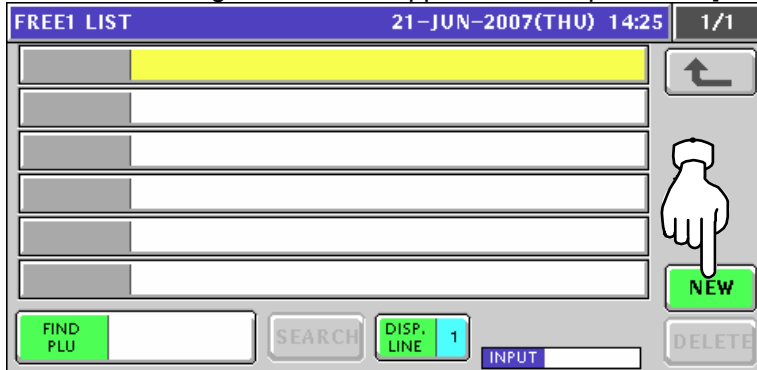 FREE1 LIST 21-JUN-2007(THU) 14:25 1/1
NEW
FIND PLU SEARCH DISP. LINE 1 INPUT DELETE